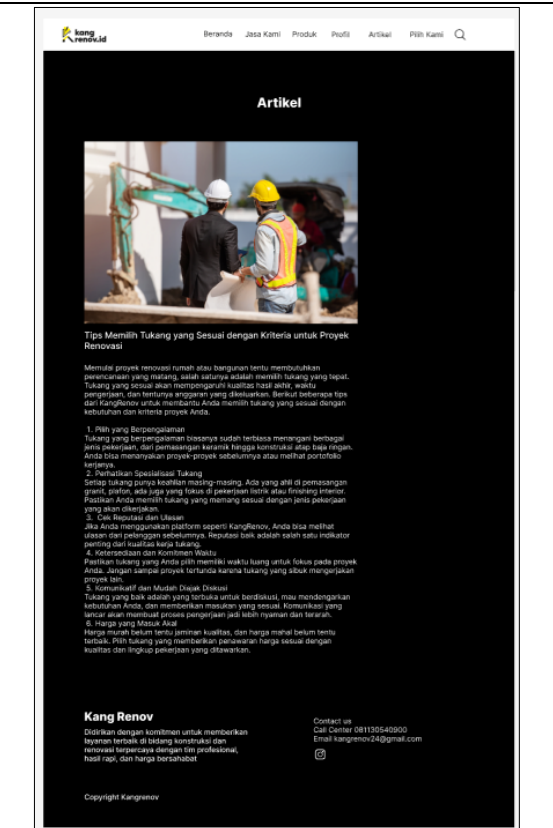 kang
renov.id
Beranda Jasa Kami Produk Profil Artikel Pilih Kami
Artikel
Tips Memilih Tukang yang Sesuai dengan Kriteria untuk Proyek
Renovasi
Memulai proyek renovasi rumah atau bangunan tentu membutuhkan
perencanaan yang matang, salah satunya adalah memilih tukang yang tepat.
Tukang yang sesuai akan mempengaruhi kualitas hasil akhir, waktu
pengerjaan, dan tentunya anggaran yang dikeluarkan. Berikut beberapa tips
dari KangRenov untuk membantu Anda memilih tukang yang sesuai dengan
kebutuhan dan kriteria proyek Anda.
1. Pilih yang Berpengalaman
Tukang yang berpengalaman biasanya sudah terbiasa menangani berbagai
jenis pekerjaan, dari pemasangan keramik hingga konstruksi atap baja ringan.
Anda bisa menanyakan proyek-proyek sebelumnya atau melihat portofolio
kerjanya.
2. Perhatikan Spesialisasi Tukang
Setiap tukang punya keahlian masing-masing. Ada yang ahli di pemasangan
granit, plafon, ada juga yang fokus di pekerjaan listrik atau finishing interior.
Pastikan Anda memilih tukang yang memang sesuai dengan jenis pekerjaan
yang akan dikerjakan.
3. Cek Reputasi dan Ulasan
Jika Anda menggunakan platform seperti KangRenov, Anda bisa melihat
ulasan dari pelanggan sebelumnya. Reputasi baik adalah salah satu indikator
penting dari kualitas kerja tukang.
4. Ketersediaan dan Komitmen Waktu
Pastikan tukang yang Anda pilih memiliki waktu luang untuk fokus pada proyek
Anda. Jangan sampai proyek tertunda karena tukang yang sibuk mengerjakan
proyek lain.
5. Komunikatif dan Mudah Diajak Diskusi
Tukang yang baik adalah yang terbuka untuk berdiskusi, mau mendengarkan
kebutuhan Anda, dan memberikan masukan yang sesuai. Komunikasi yang
lancar akan membuat proses pengerjaan jadi lebih nyaman dan terarah.
6. Harga yang Masuk Akal
Harga murah belum tentu jaminan kualitas, dan harga mahal belum tentu
terbaik. Pilih tukang yang memberikan penawaran harga sesuai dengan
kualitas dan lingkup pekerjaan yang ditawarkan.
Kang Renov
Didirikan dengan komitmen untuk memberikan
layanan terbaik di bidang konstruksi dan
renovasi terpercaya dengan tim profesional,
hasil rapi, dan harga bersahabat
Contact us
Call Center 081130540900
Email kangrenov24@gmail.com
Copyright Kangrenov